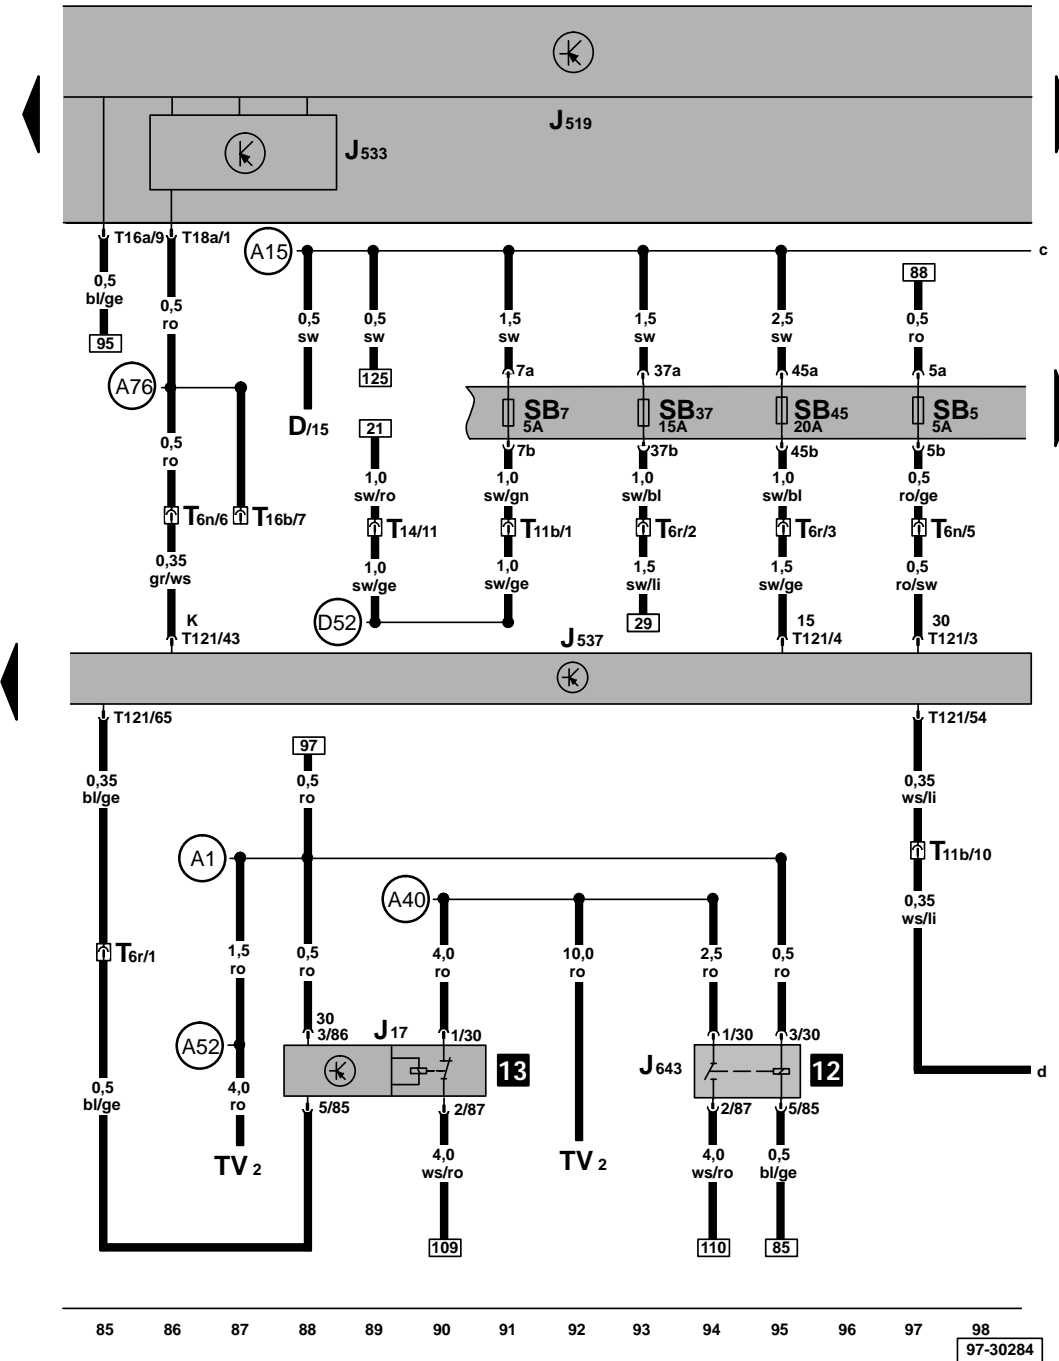 J519
J533
T16a/9
T18a/1
A15
c
88
0,5
bl/ge
0,5
ro
0,5
sw
0,5
sw
1,5
sw
1,5
sw
2,5
sw
0,5
ro
95
A76
125
7a
37a
45a
5a
D/15
21
SB7
5A
SB37
15A
SB45
20A
SB5
5A
7b
37b
45b
5b
0,5
ro
1,0
sw/ro
1,0
sw/gn
1,0
sw/bl
1,0
sw/bl
0,5
ro/ge
T6n/6
T16b/7
T14/11
T11b/1
T6r/2
T6r/3
T6n/5
0,35
gr/ws
1,0
sw/ge
1,0
sw/ge
1,5
sw/li
1,5
sw/ge
0,5
ro/sw
K
T121/43
D52
29
15
T121/4
30
T121/3
J537
T121/65
T121/54
97
0,35
bl/ge
0,5
ro
0,35
ws/li
A1
T11b/10
A40
0,35
ws/li
T6r/1
1,5
ro
0,5
ro
4,0
ro
10,0
ro
2,5
ro
0,5
ro
30
3/86
J17
1/30
1/30
3/30
A52
13
J643
12
d
0,5
bl/ge
4,0
ro
5/85
2/87
2/87
5/85
TV 2
4,0
ws/ro
TV 2
4,0
ws/ro
0,5
bl/ge
109
110
85
85 86 87 88 89 90 91 92 93 94 95 96 97 98
97-30284